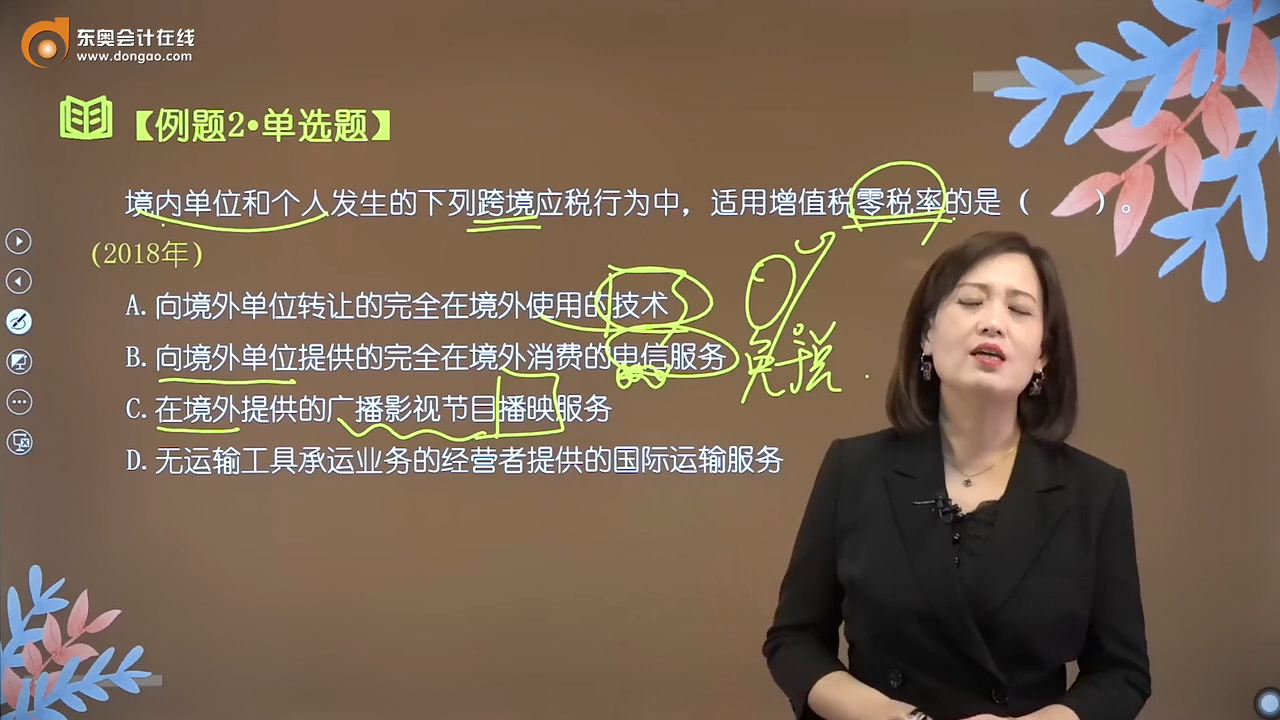 东奥会计在线
www.dongao.com
【例题2•单选题】
境内单位和个人发生的下列跨境应税行为中，适用增值税零税率的是（　　）。
(2018年)
A.向境外单位转让的完全在境外使用的技术
B.向境外单位提供的完全在境外消费的电信服务
C.在境外提供的广播影视节目播映服务
D.无运输工具承运业务的经营者提供的国际运输服务
0%
免税